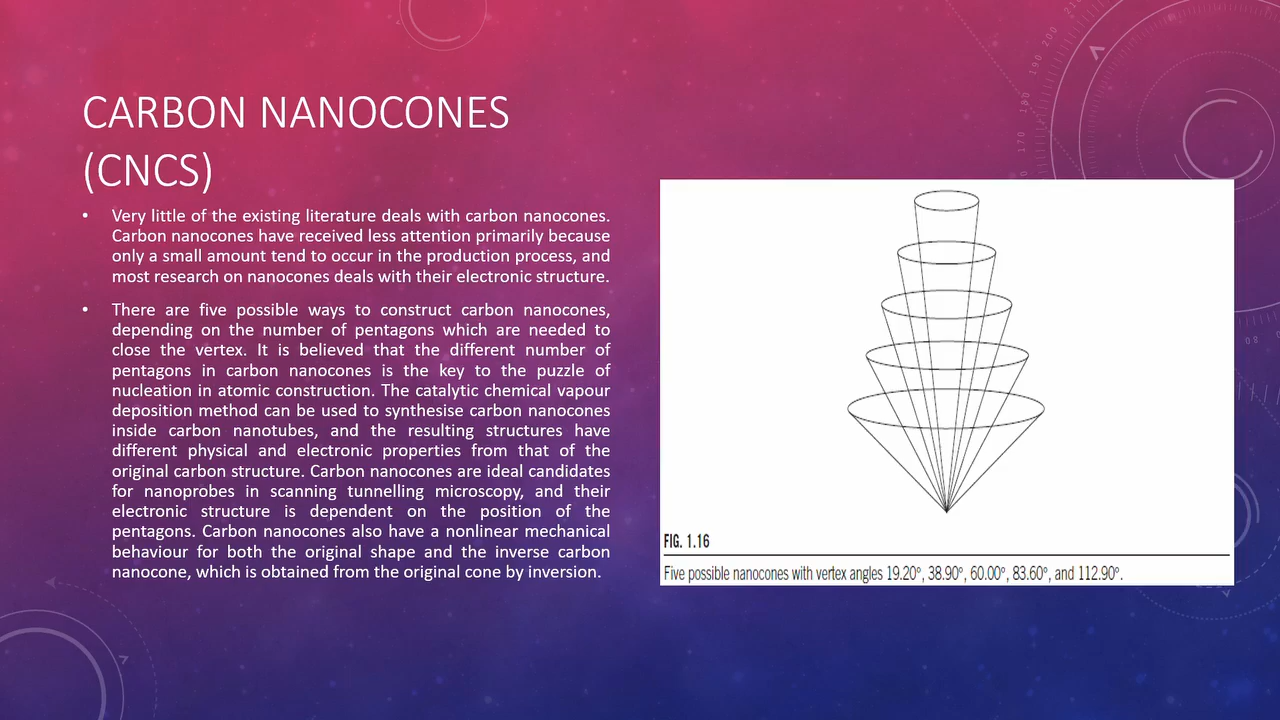 CARBON NANOCONES
(CNCS)
• Very little of the existing literature deals with carbon nanocones.
Carbon nanocones have received less attention primarily because
only a small amount tend to occur in the production process, and
most research on nanocones deals with their electronic structure.
• There are five possible ways to construct carbon nanocones,
depending on the number of pentagons which are needed to
close the vertex. It is believed that the different number of
pentagons in carbon nanocones is the key to the puzzle of
nucleation in atomic construction. The catalytic chemical vapour
deposition method can be used to synthesise carbon nanocones
inside carbon nanotubes, and the resulting structures have
different physical and electronic properties from that of the
original carbon structure. Carbon nanocones are ideal candidates
for nanoprobes in scanning tunnelling microscopy, and their
electronic structure is dependent on the position of the
pentagons. Carbon nanocones also have a nonlinear mechanical
behaviour for both the original shape and the inverse carbon
nanocone, which is obtained from the original cone by inversion.
FIG. 1.16
Five possible nanocones with vertex angles 19.20°, 38.90°, 60.00°, 83.60°, and 112.90°.
200
190
180
170